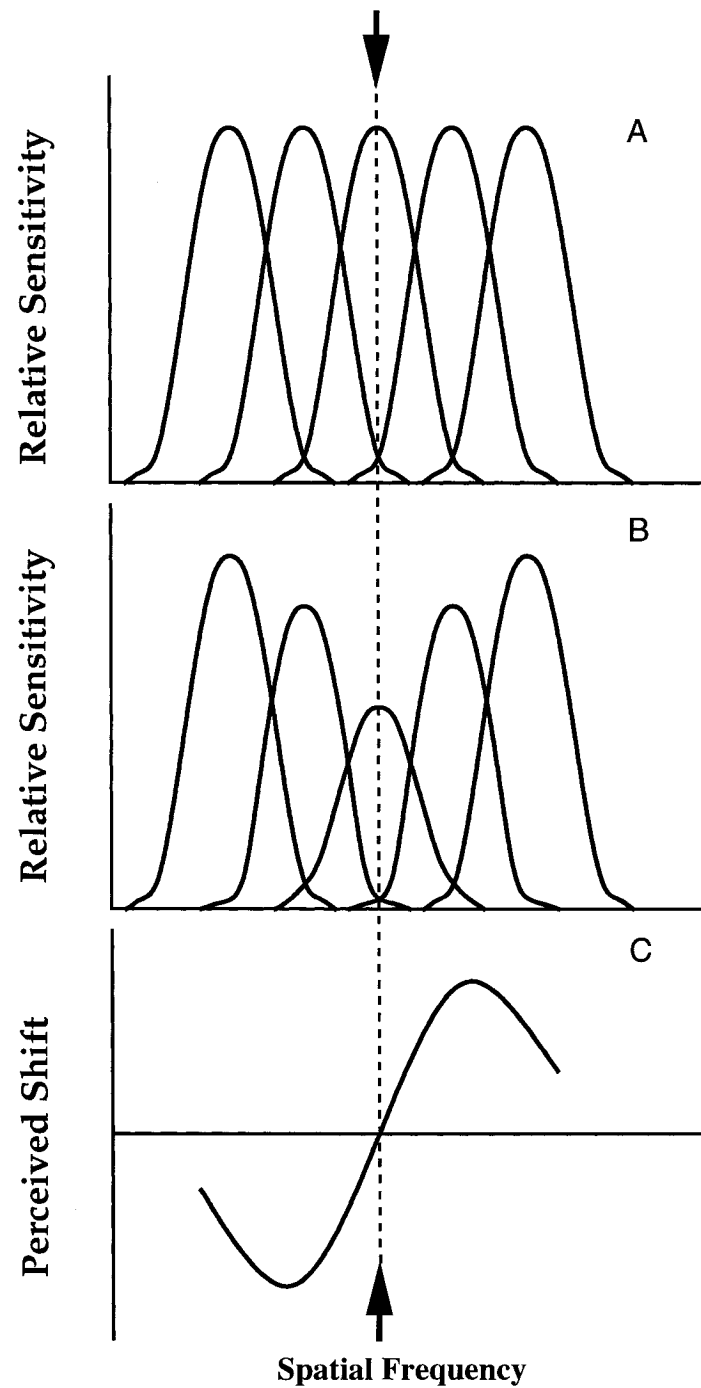 A
Relative Sensitivity
B
Relative Sensitivity
C
Perceived Shift
Spatial Frequency